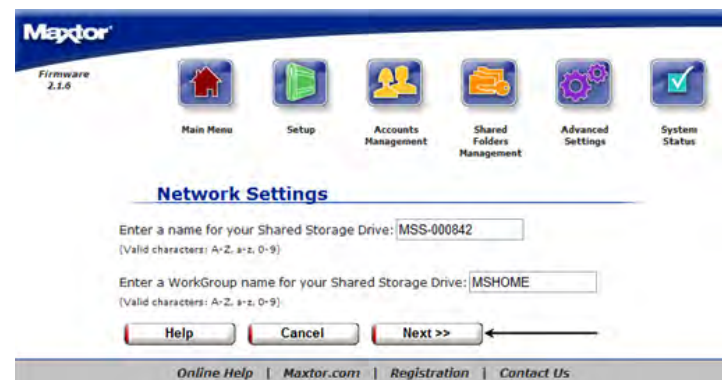 Maxtor
Firmware
2.1.6
Main Menu
Setup
Accounts
Management
Shared
Folders
Management
Advanced
Settings
System
Status
Network Settings
Enter a name for your Shared Storage Drive: MSS-000842
(Valid characters: A-Z, a-z, 0-9)
Enter a WorkGroup name for your Shared Storage Drive: MSHOME
(Valid characters: A-Z, a-z, 0-9)
Help Cancel Next >>
Online Help | Maxtor.com | Registration | Contact Us